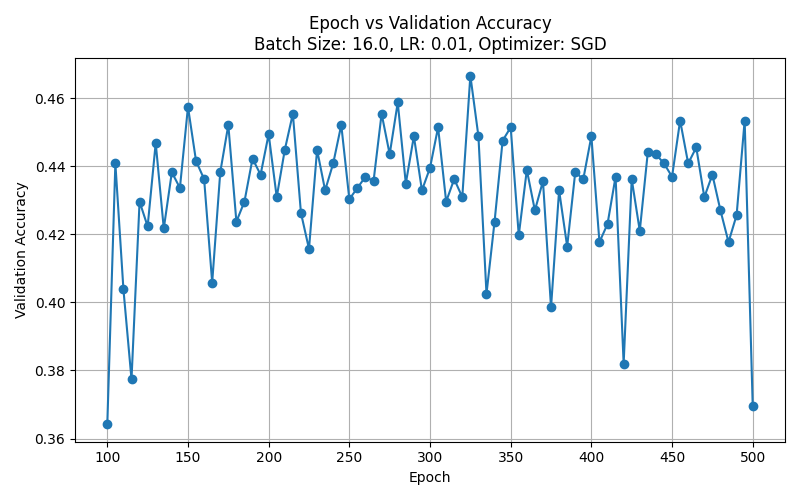 Epoch vs Validation Accuracy
Batch Size: 16.0, LR: 0.01, Optimizer: SGD
Validation Accuracy
0.46
0.44
0.42
0.40
0.38
0.36
100 150 200 250 300 350 400 450 500
Epoch